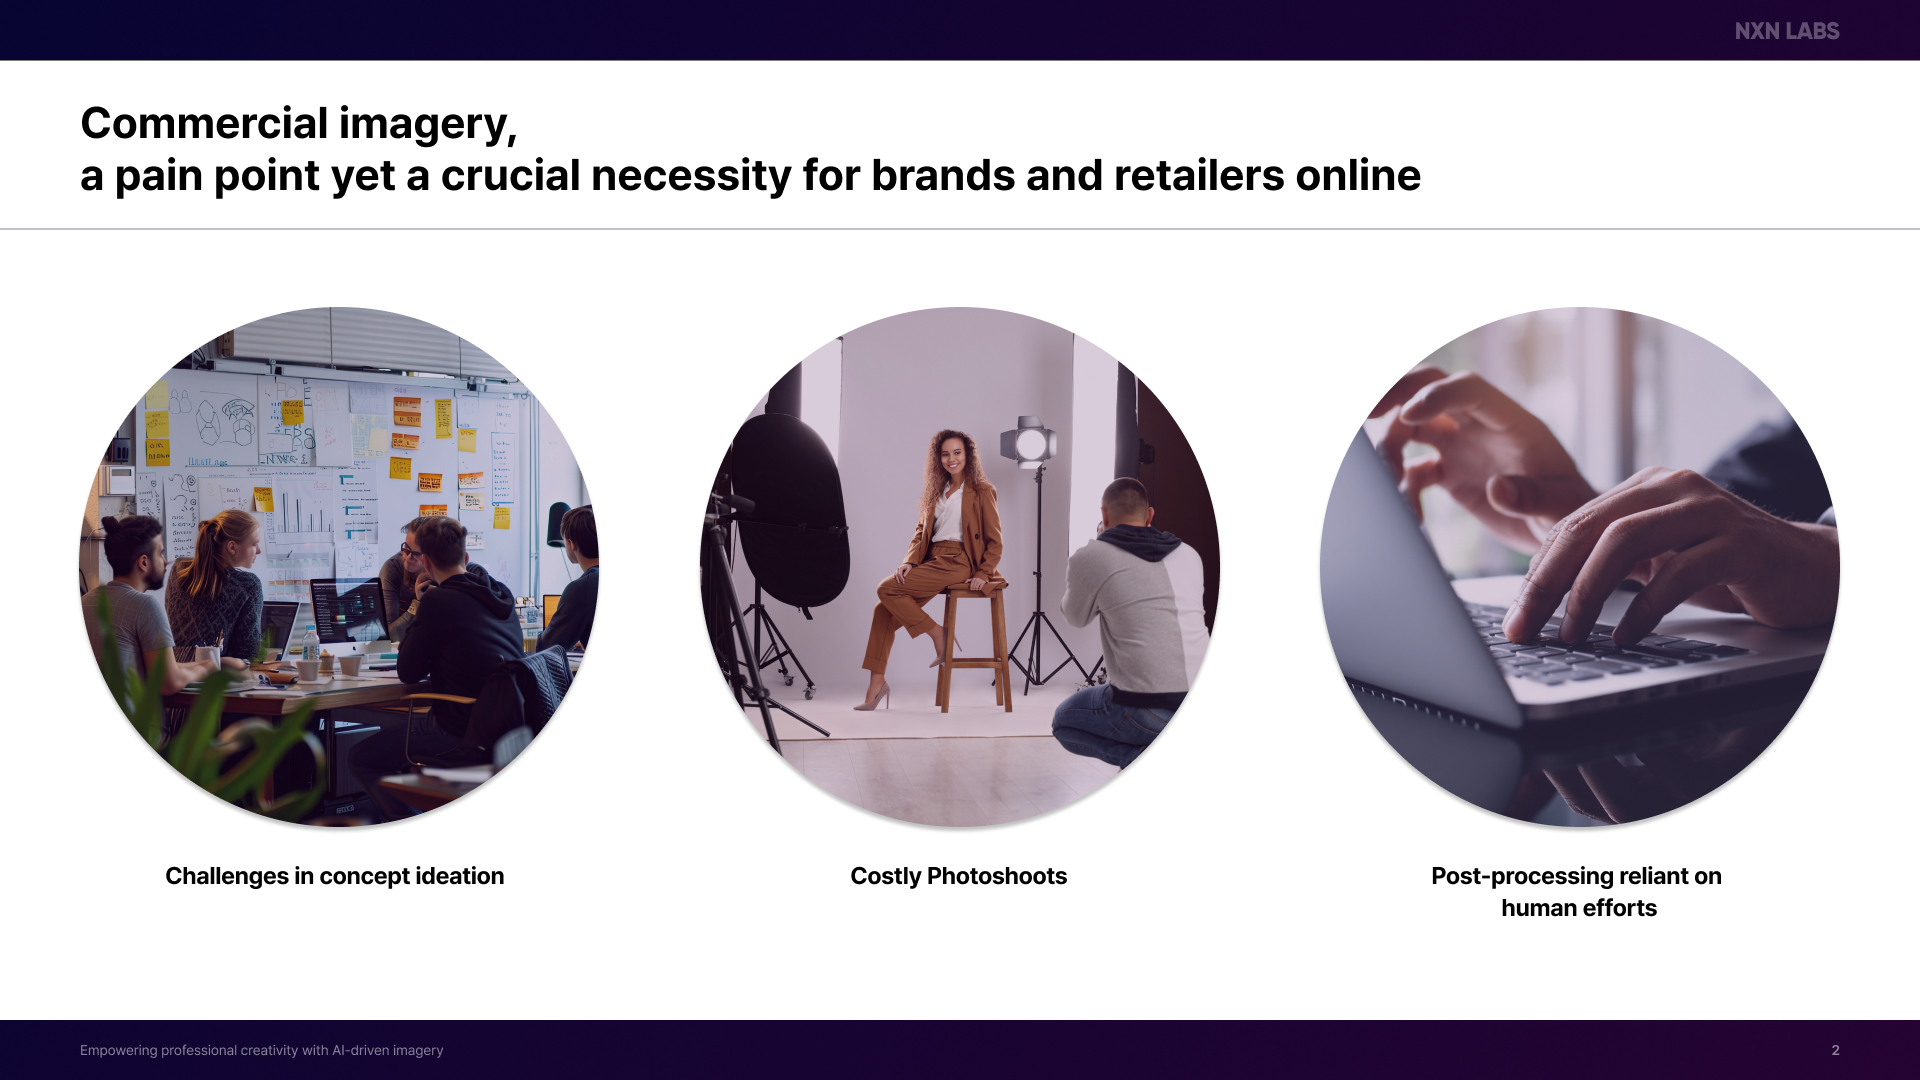 NXN LABS
Commercial imagery,
a pain point yet a crucial necessity for brands and retailers online
Challenges in concept ideation
Costly Photoshoots
Post-processing reliant on
human efforts
Empowering professional creativity with AI-driven imagery
2